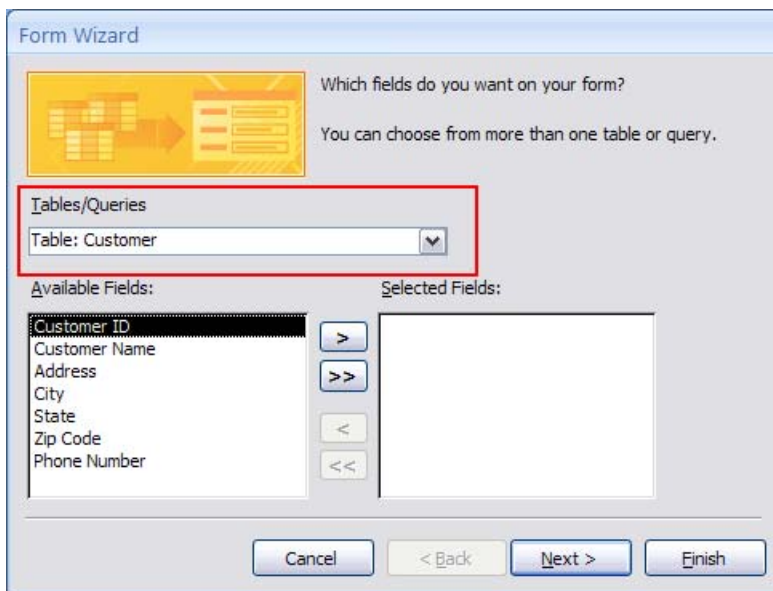 Form Wizard
Which fields do you want on your form?
You can choose from more than one table or query.
Tables/Queries
Table: Customer
Available Fields:
Selected Fields:
Customer ID
Customer Name
Address
City
State
Zip Code
Phone Number
>
>>
<
<<
Cancel
< Back
Next >
Finish